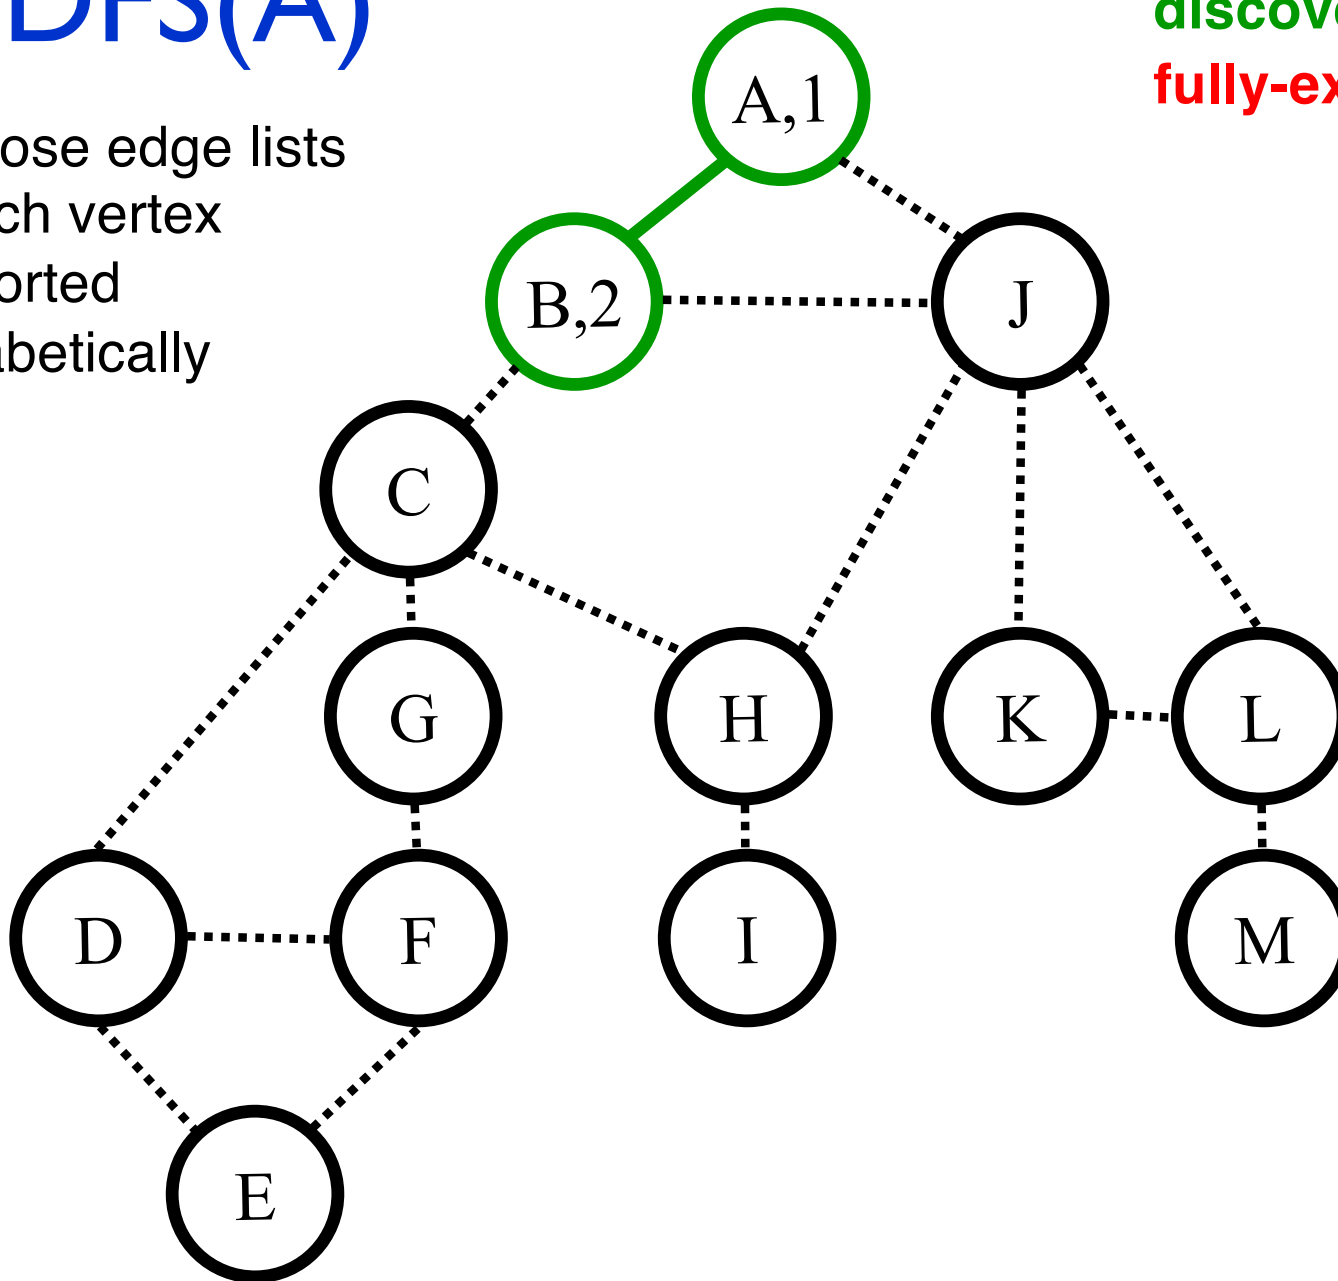 DFS(A)
ose edge lists
ch vertex
orted
abetically
discove
fully-ex
A,1
B,2
J
C
G
H
K
L
D
F
I
M
E